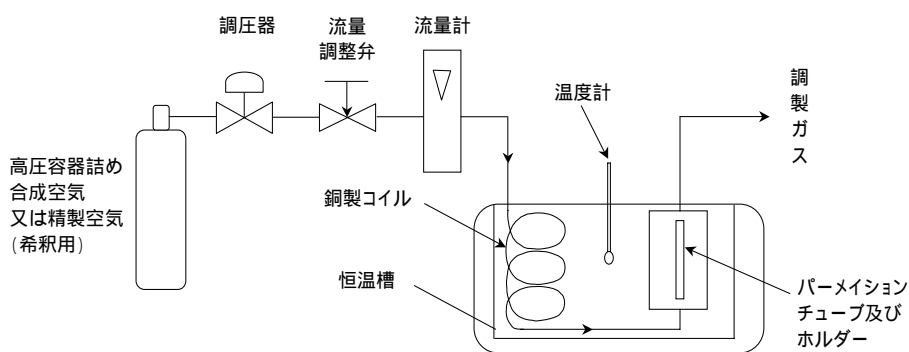 調圧器
流量
調整弁
流量計
温度計
調製ガス
高圧容器詰め
合成空気
又は精製空気
(希釈用)
銅製コイル
恒温槽
パーメイション
チューブ及び
ホルダー